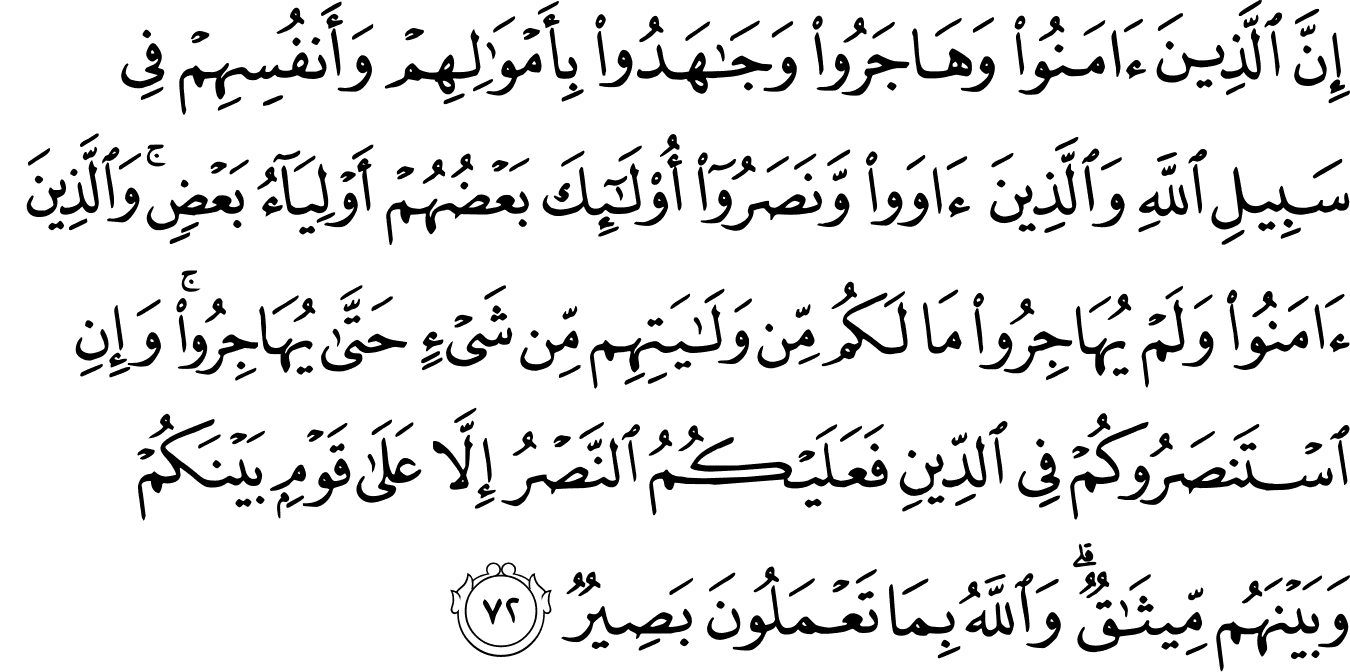 إِنَّ ٱلَّذِينَ ءَامَنُوا۟ وَهَاجَرُوا۟ وَجَـٰهَدُوا۟ بِأَمْوَٰلِهِمْ وَأَنفُسِهِمْ فِى
سَبِيلِ ٱللَّهِ وَٱلَّذِينَ ءَاوَوا۟ وَّنَصَرُوٓا۟ أُو۟لَـٰٓئِكَ بَعْضُهُمْ أَوْلِيَآءُ بَعْضٍ ۚ وَٱلَّذِينَ
ءَامَنُوا۟ وَلَمْ يُهَاجِرُوا۟ مَا لَكُم مِّن وَلَـٰيَتِهِم مِّن شَىْءٍ حَتَّىٰ يُهَاجِرُوا۟ ۚ وَإِنِ
ٱسْتَنصَرُوكُمْ فِى ٱلدِّينِ فَعَلَيْكُمُ ٱلنَّصْرُ إِلَّا عَلَىٰ قَوْمٍۭ بَيْنَكُمْ
وَبَيْنَهُم مِّيثَـٰقٌ ۗ وَٱللَّهُ بِمَا تَعْمَلُونَ بَصِيرٌ ٧٢